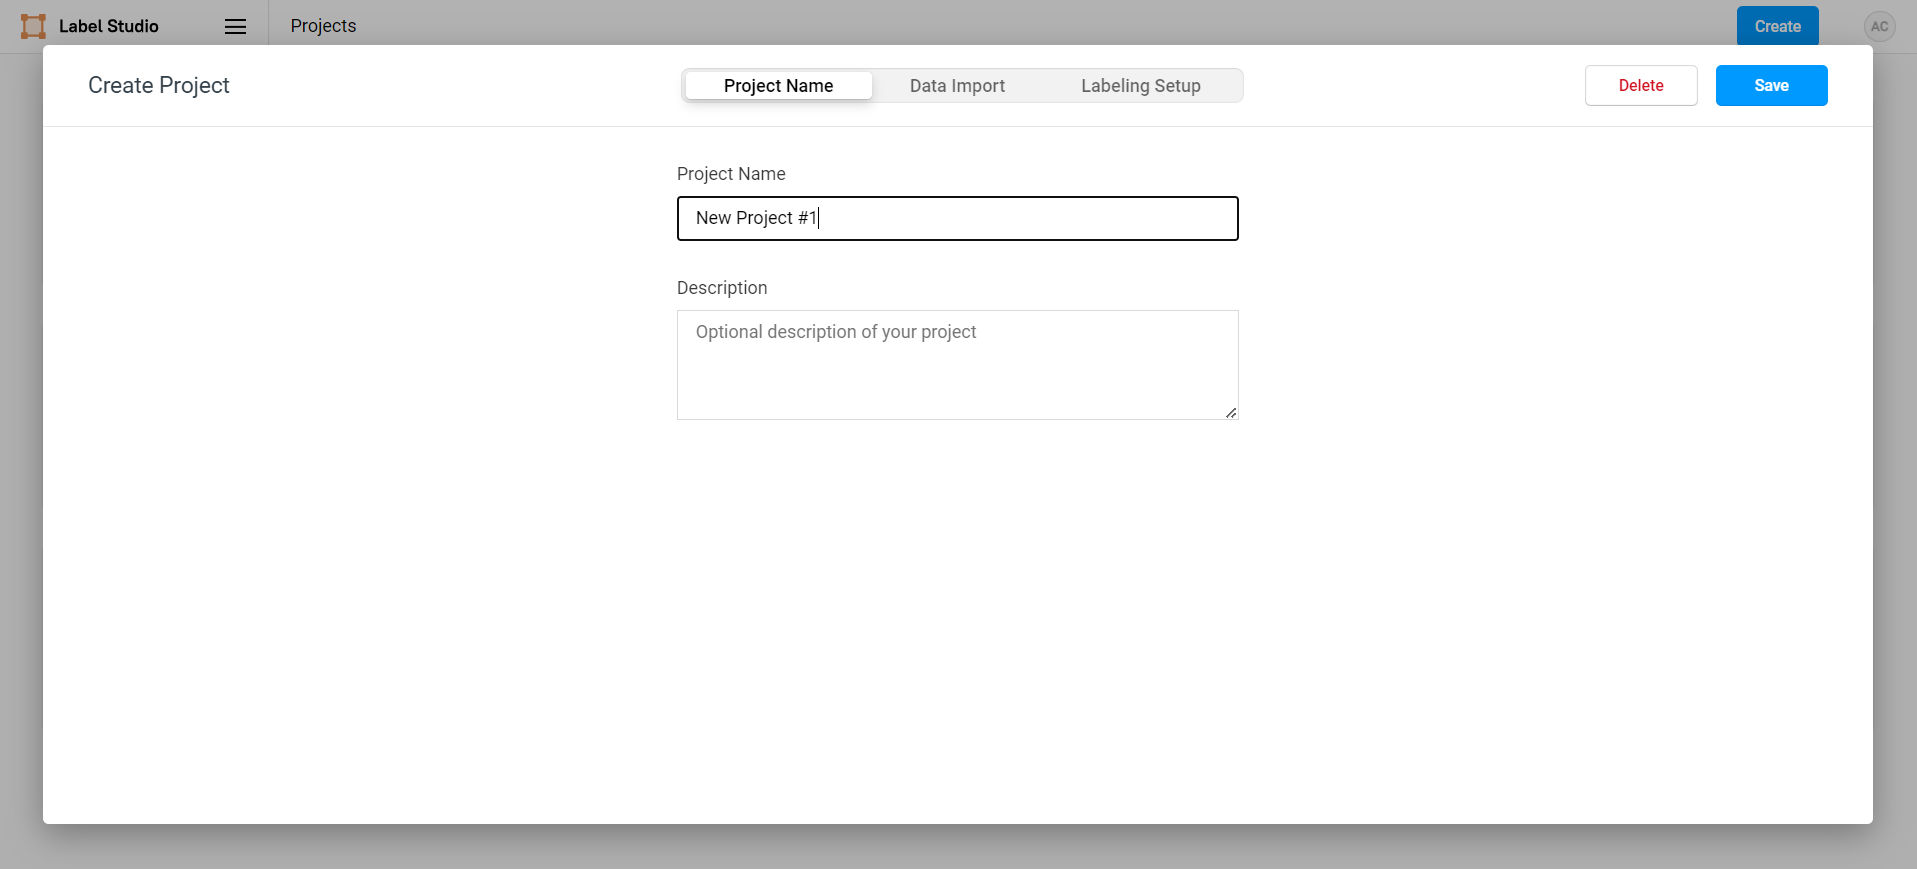 Label Studio
Projects
Create
AC
Create Project
Project Name
Data Import
Labeling Setup
Delete
Save
Project Name
New Project #1
Description
Optional description of your project